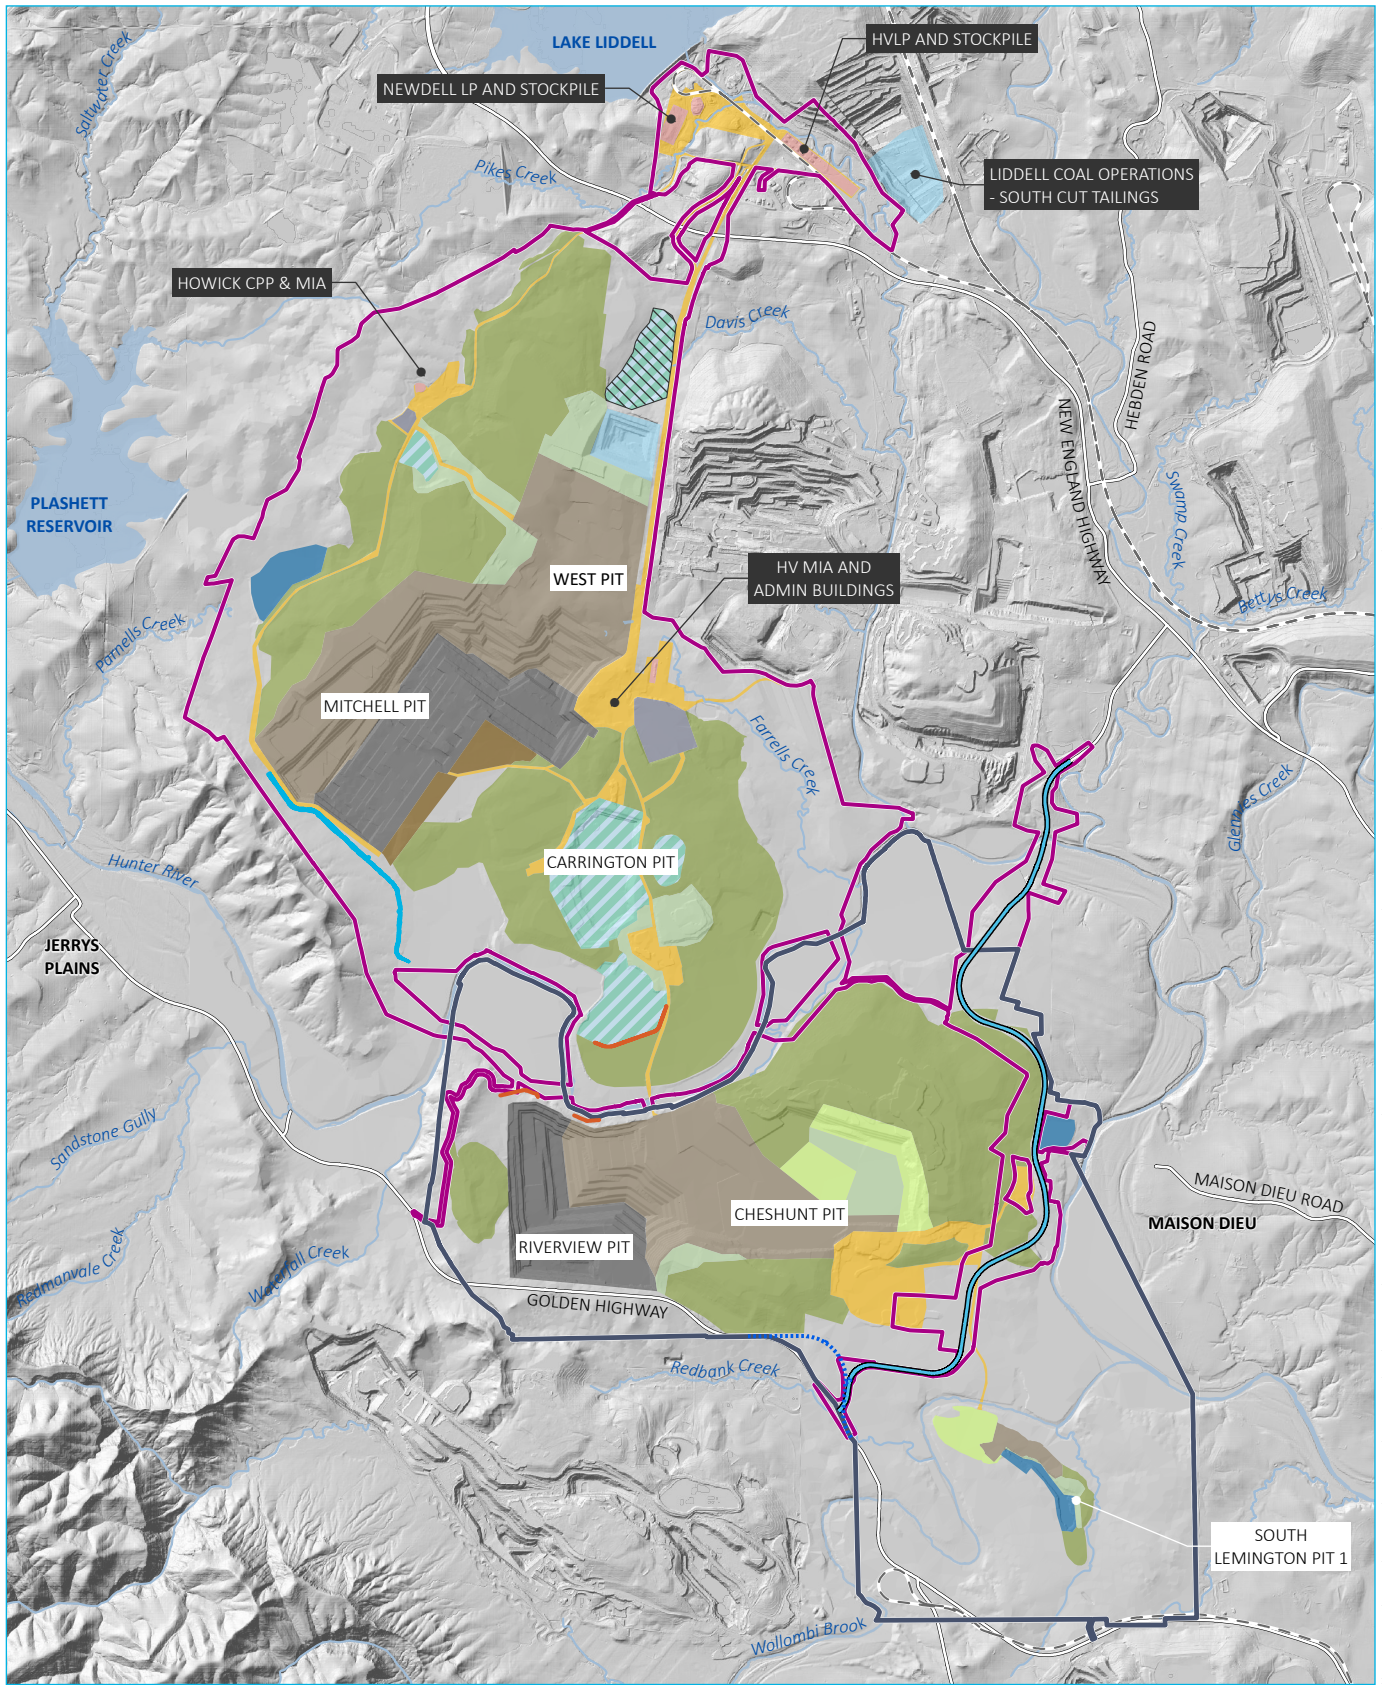 LAKE LIDDELL
HVLP AND STOCKPILE
NEWDELL LP AND STOCKPILE
Saltwater Creek
Pikes Creek
LIDDELL COAL OPERATIONS
- SOUTH CUT TAILINGS
HOWICK CPP & MIA
Davis Creek
HEBDEN ROAD
NEW ENGLAND HIGHWAY
PLASHETT
RESERVOIR
Swamp Creek
WEST PIT
HV MIA AND
ADMIN BUILDINGS
Bettys Creek
Parnells Creek
MITCHELL PIT
Farrells Creek
Glennies Creek
Hunter River
CARRINGTON PIT
JERRYS
PLAINS
Sandstone Gully
MAISON DIEU ROAD
MAISON DIEU
CHESHUNT PIT
RIVERVIEW PIT
Redmanvale Creek
Waterfall Creek
GOLDEN HIGHWAY
Redbank Creek
SOUTH
LEMINGTON PIT 1
Wollombi Brook